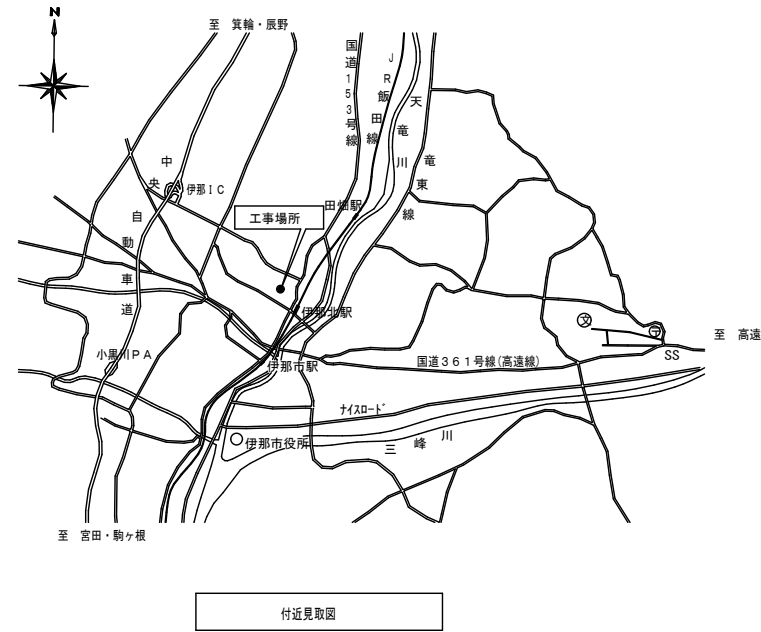 N
至　箕輪・辰野
国道153号線
JR飯田線
天竜川
竜東線
中央自動車道
伊那IC
田畑駅
工事場所
伊那北駅
文
〒
至　高遠
小黒川PA
SS
国道361号線(高遠線)
伊那市駅
ﾅｲｽﾛｰﾄﾞ
伊那市役所
三峰川
至　宮田・駒ヶ根
付近見取図